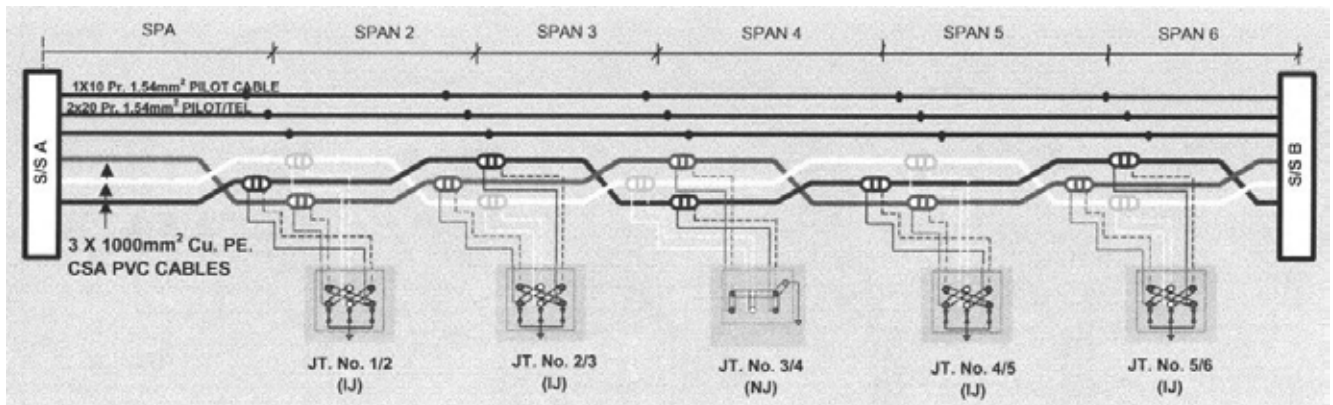 SPA SPAN 2 SPAN 3 SPAN 4 SPAN 5 SPAN 6
1X10 Pr. 1.54mm² PILOT CABLE
2x20 Pr. 1.54mm² PILOT/TEL
S/S A
S/S B
3 X 1000mm² Cu. PE.
CSA PVC CABLES
JT. No. 1/2
(IJ)
JT. No. 2/3
(IJ)
JT. No. 3/4
(NJ)
JT. No. 4/5
(IJ)
JT. No. 5/6
(IJ)